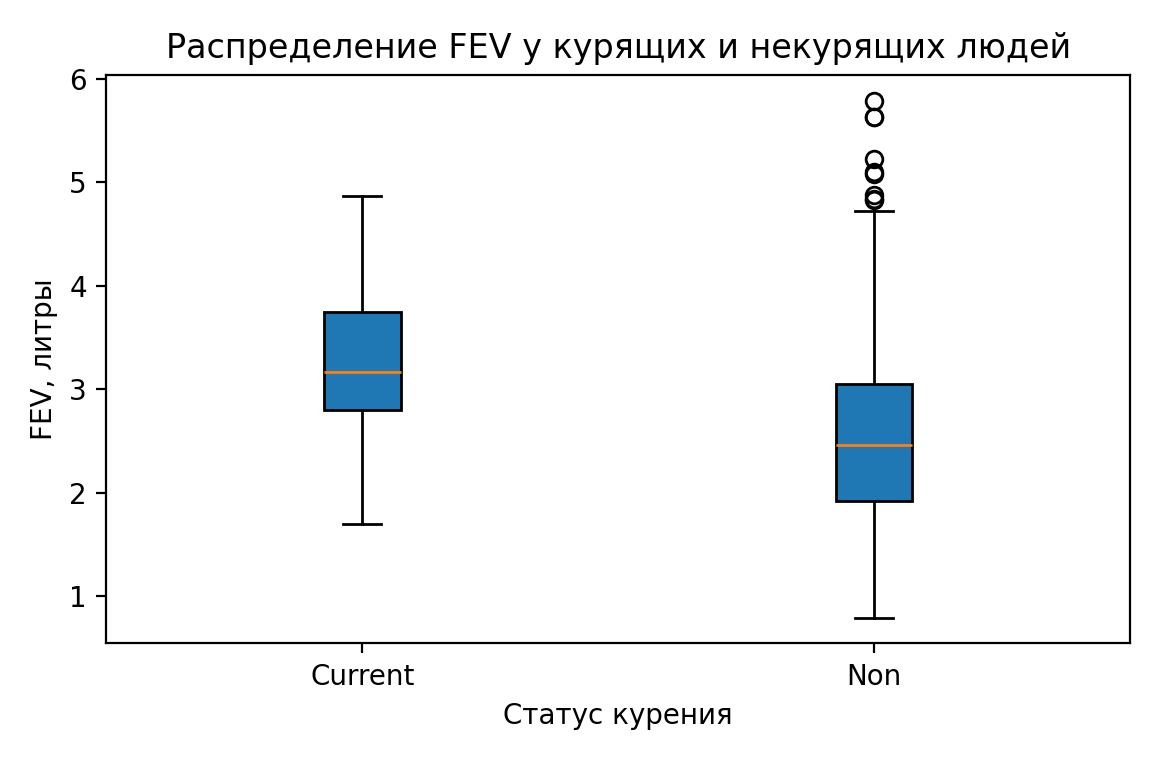 Распределение FEV у курящих и некурящих людей
6
5
4
3
2
1
FEV, литры
Current
Non
Статус курения